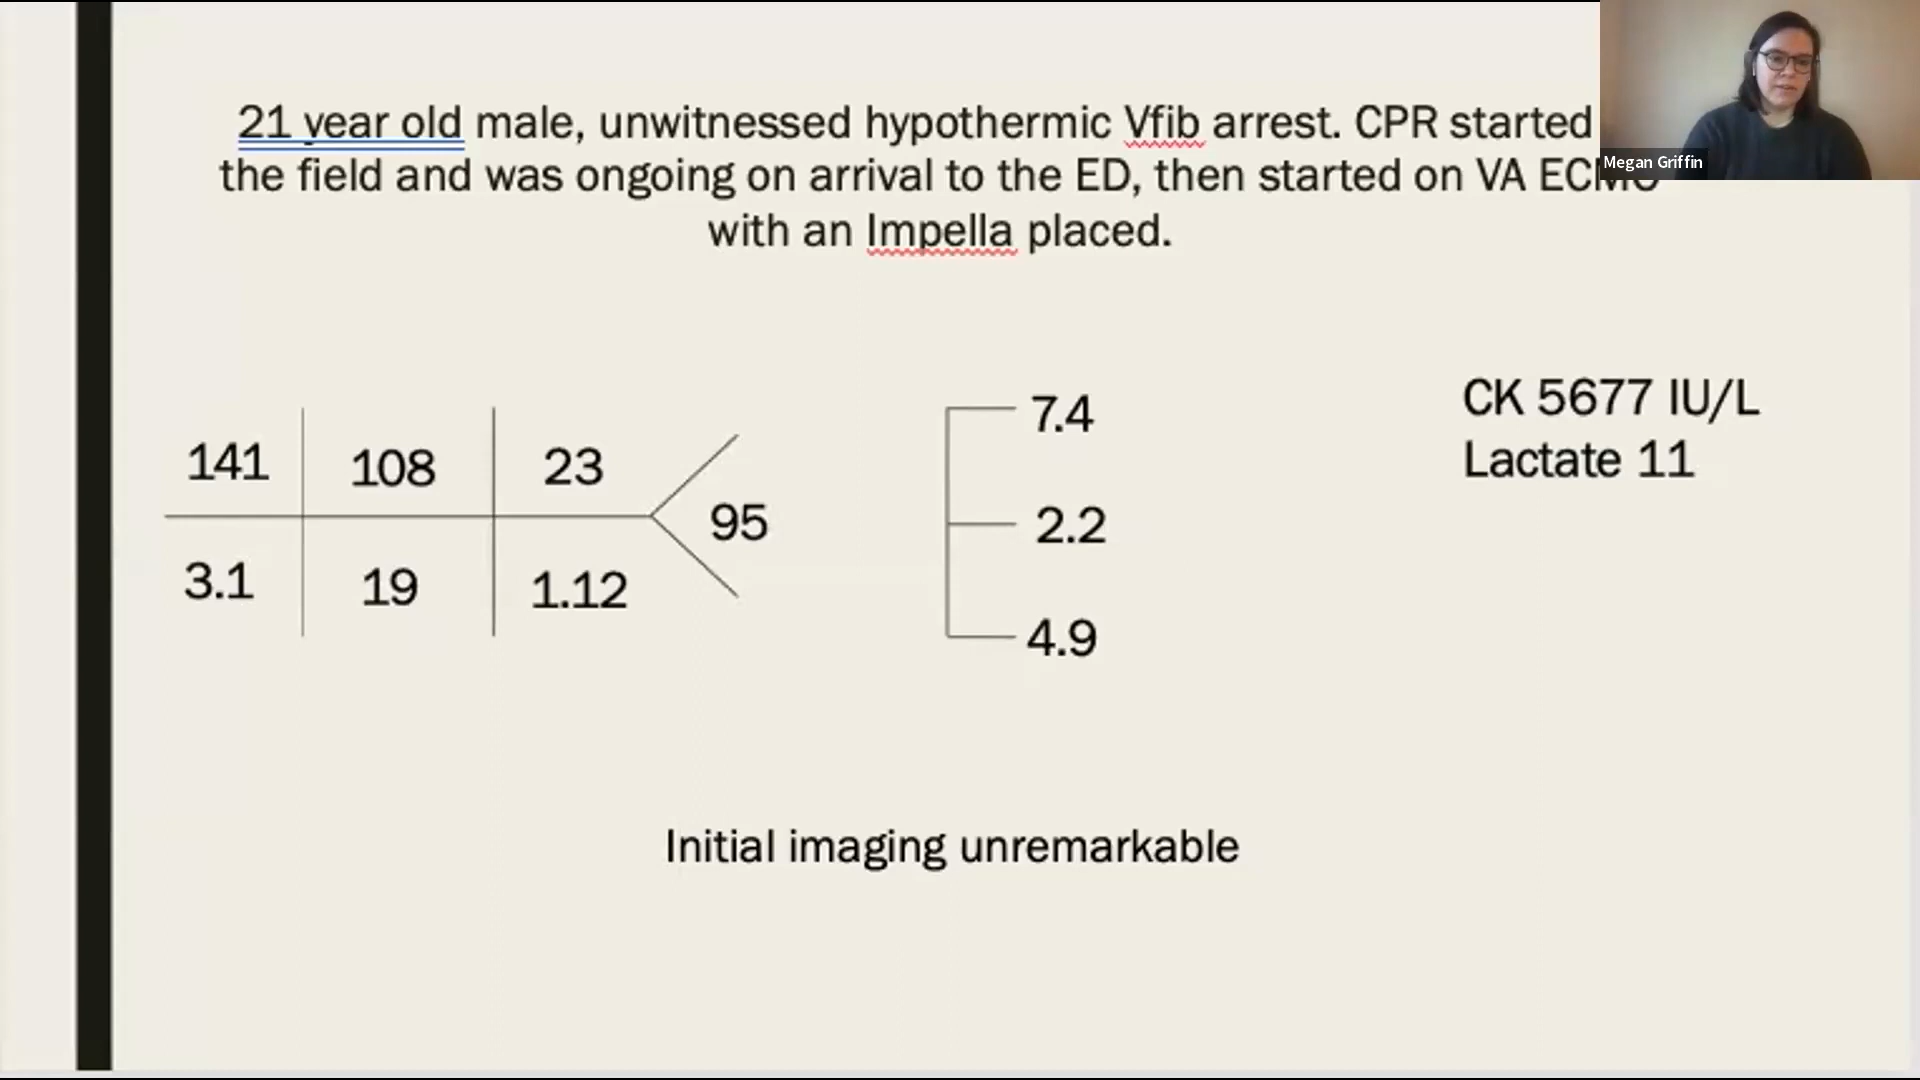 21 year old male, unwitnessed hypothermic Vfib arrest. CPR started
the field and was ongoing on arrival to the ED, then started on VA ECMO
with an Impella placed.
Megan Griffin
141 108 23
95
3.1 19 1.12
7.4
2.2
4.9
CK 5677 IU/L
Lactate 11
Initial imaging unremarkable